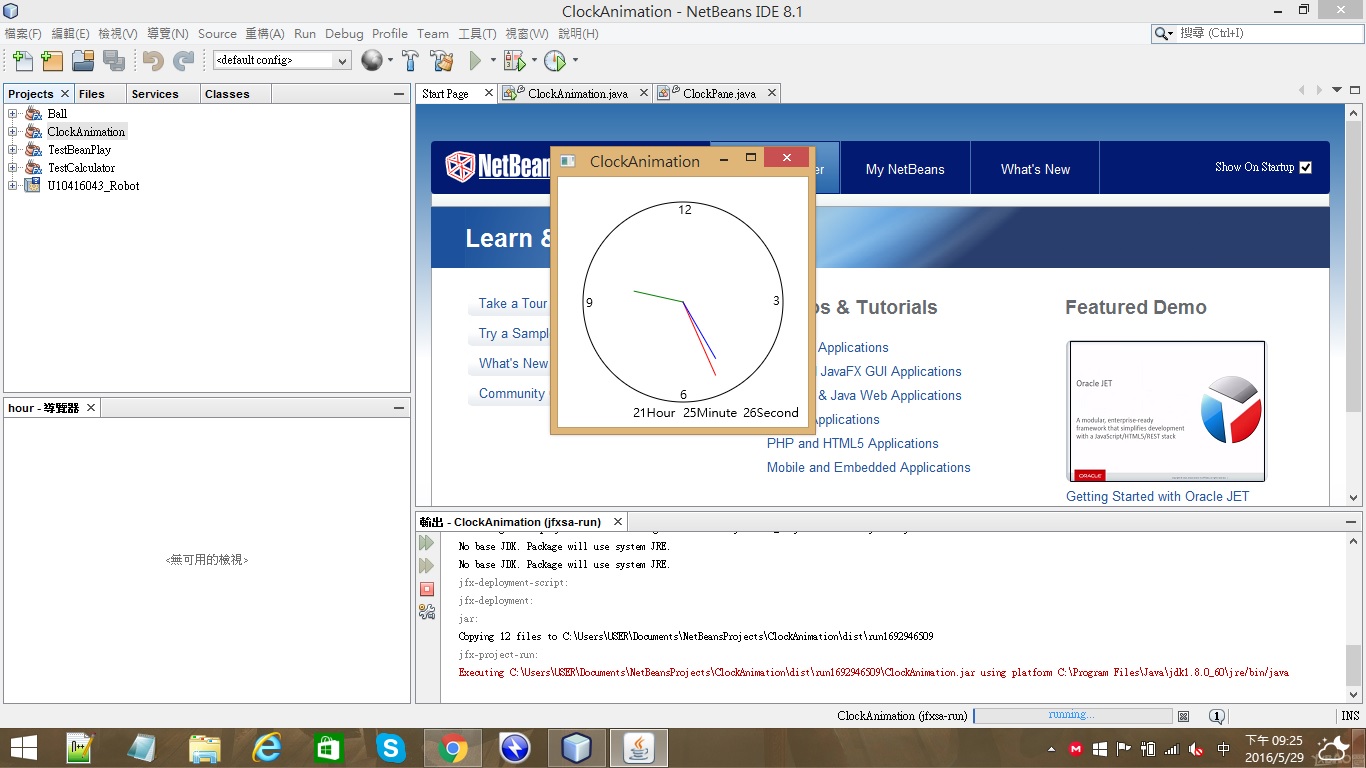 ClockAnimation - NetBeans IDE 8.1
檔案(F) 編輯(E) 檢視(V) 導覽(N) Source 重構(A) Run Debug Profile Team 工具(T) 視窗(W) 說明(H)
搜尋 (Ctrl+I)
<default config>
Projects Files Services Classes
Start Page ClockAnimation.java ClockPane.java
Ball
ClockAnimation
TestBeanPlay
TestCalculator
U10416043_Robot
NetBean
er
My NetBeans
What's New
Show On Startup
Learn &
Take a Tour
Try a Sampl
What's New
Community
ClockAnimation
12
9
3
6
21Hour 25Minute 26Second
s & Tutorials
Applications
JavaFX GUI Applications
& Java Web Applications
Applications
PHP and HTML5 Applications
Mobile and Embedded Applications
Featured Demo
Oracle JET
A modular, enterprise-ready
framework that simplifies development
with a JavaScript/HTML5/REST stack
ORACLE
Getting Started with Oracle JET
hour - 導覽器
<無可用的檢視>
輸出 - ClockAnimation (jfxsa-run)
No base JDK. Package will use system JRE.
No base JDK. Package will use system JRE.
jfx-deployment-script:
jfx-deployment:
jar:
Copying 12 files to C:\Users\USER\Documents\NetBeansProjects\ClockAnimation\dist\run1692946509
jfx-project-run:
Executing C:\Users\USER\Documents\NetBeansProjects\ClockAnimation\dist\run1692946509\ClockAnimation.jar using platform C:\Program Files\Java\jdk1.8.0_60\jre/bin/java
ClockAnimation (jfxsa-run)
running...
1
INS
中
下午 09:25
2016/5/29